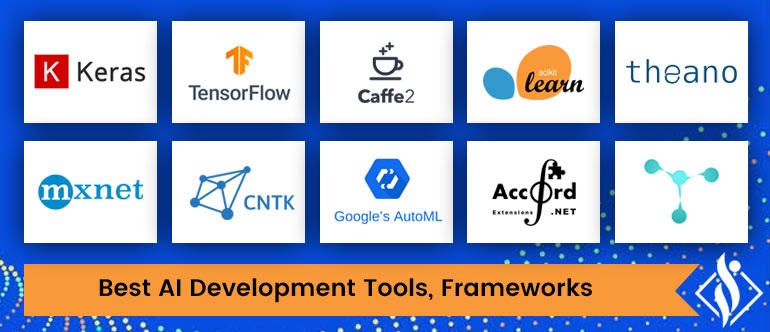 K Keras
TensorFlow
Caffe2
scikit
learn
theano
mxnet
CNTK
Google's AutoML
Accord
Extensions .NET
Best AI Development Tools, Frameworks